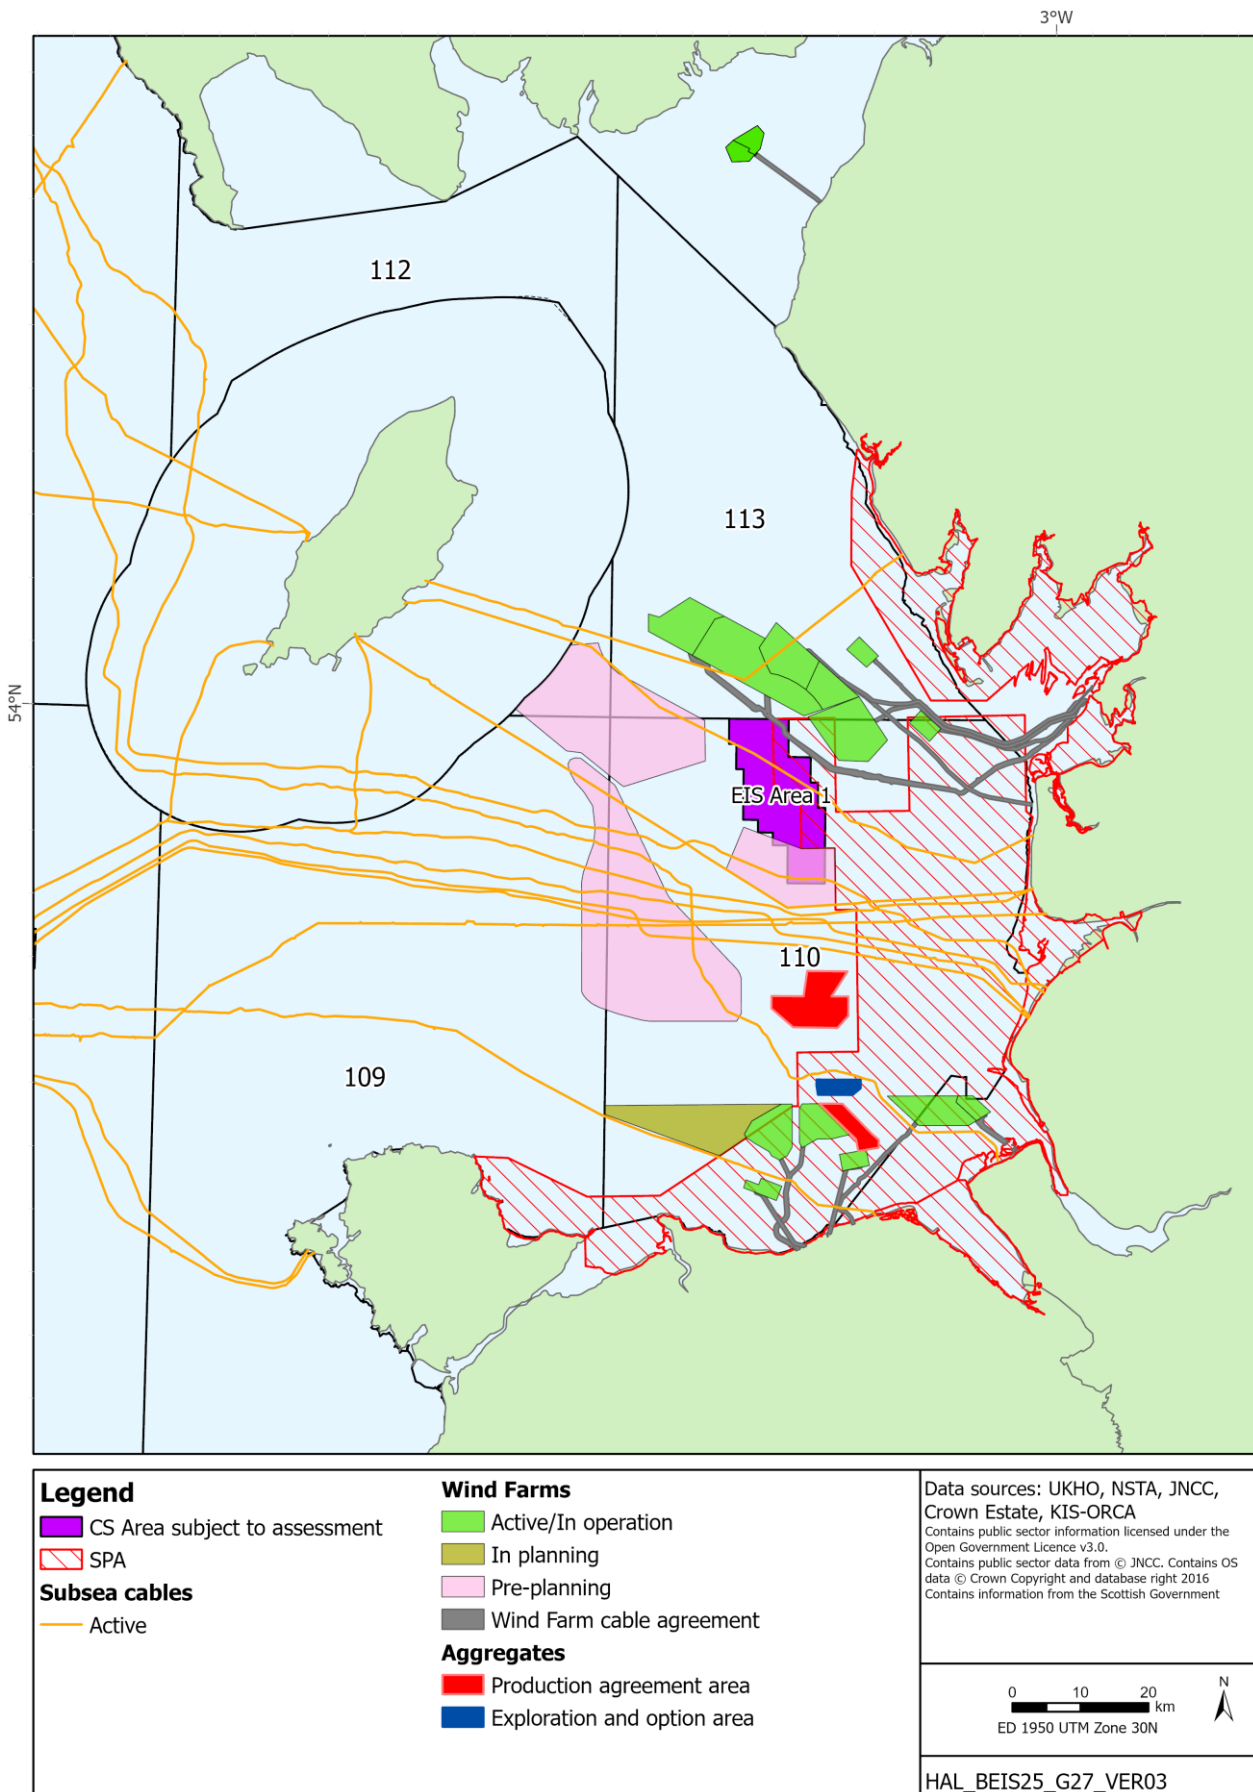 3°W
112
113
54°N
EIS Area 1
110
109
Legend
CS Area subject to assessment
SPA
Subsea cables
Active
Wind Farms
Active/In operation
In planning
Pre-planning
Wind Farm cable agreement
Aggregates
Production agreement area
Exploration and option area
Data sources: UKHO, NSTA, JNCC,
Crown Estate, KIS-ORCA
Contains public sector information licensed under the
Open Government Licence v3.0.
Contains public sector data from © JNCC. Contains OS
data © Crown Copyright and database right 2016
Contains information from the Scottish Government
0 10 20
km
N
ED 1950 UTM Zone 30N
HAL_BEIS25_G27_VER03